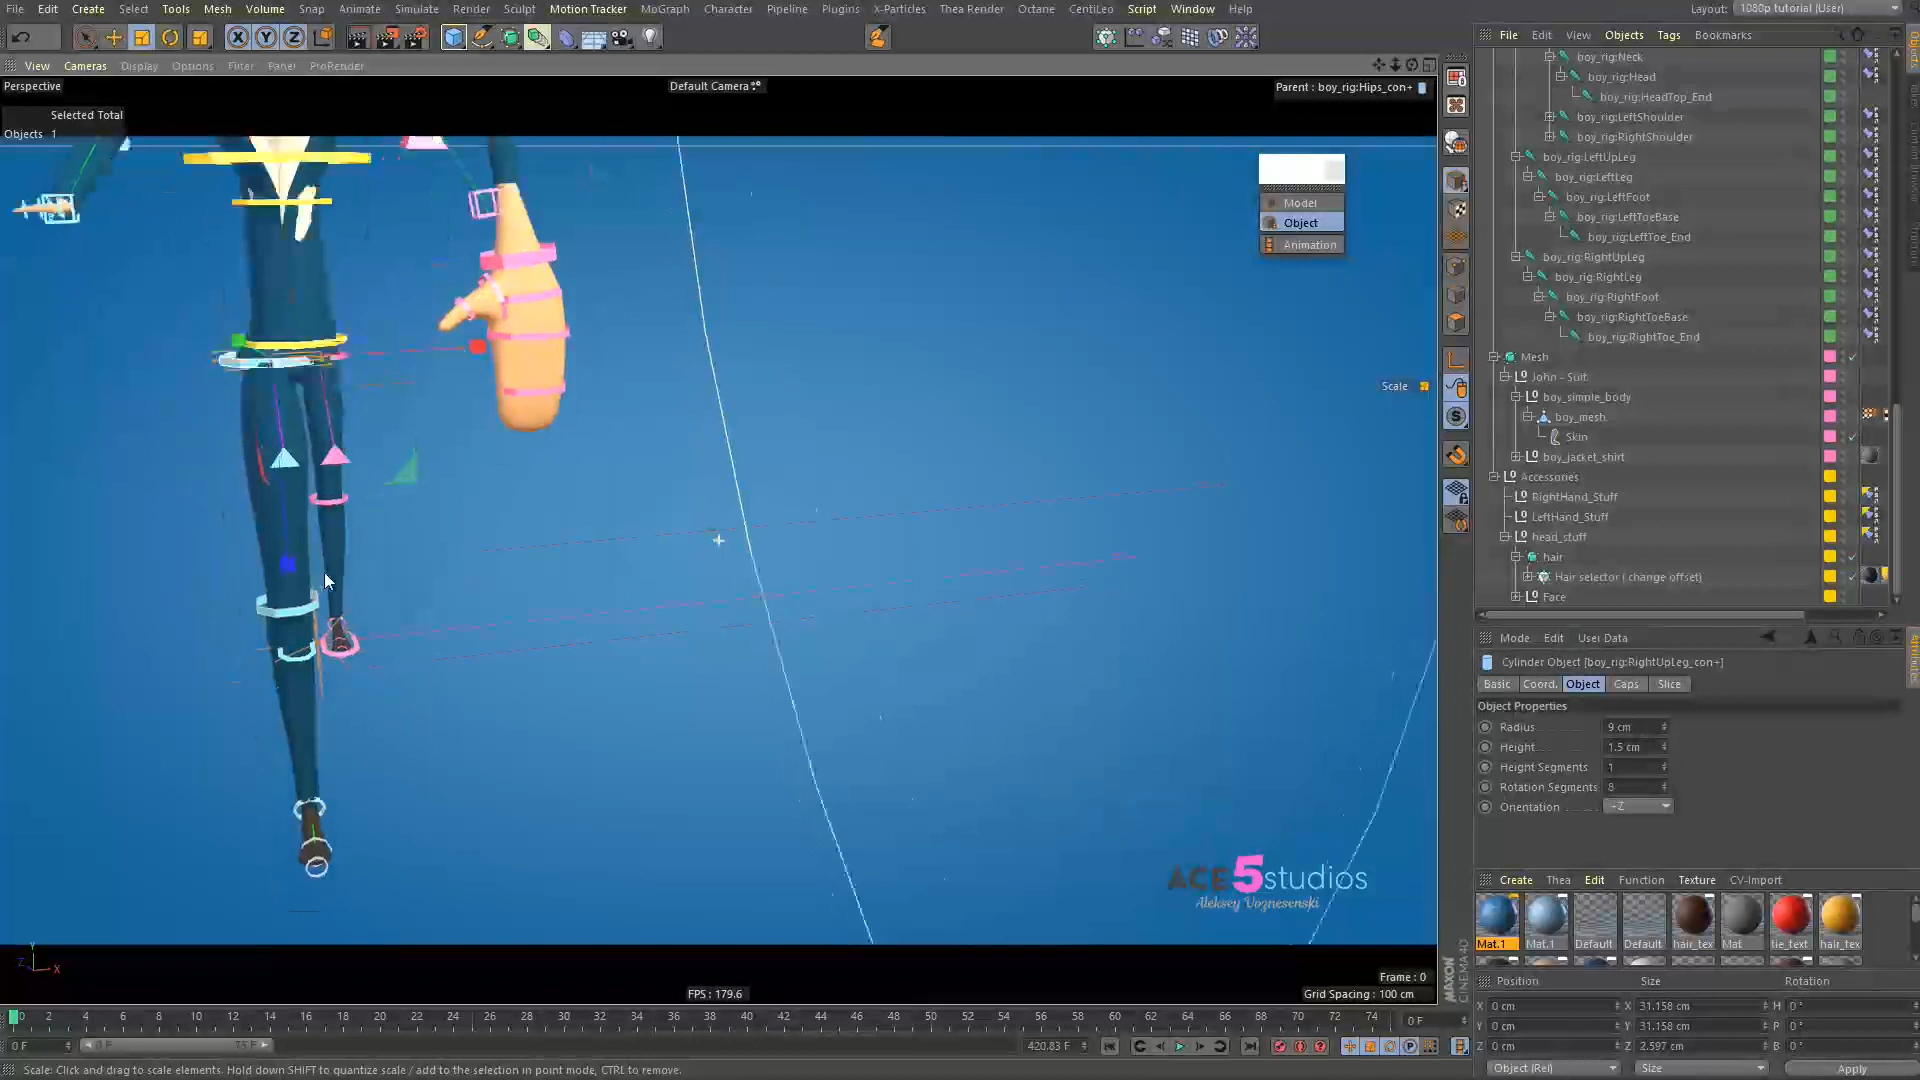 File Edit Create Select Tools Mesh Volume Snap Animate Simulate Render Sculpt Motion Tracker MoGraph Character Pipeline Plugins X-Particles Thea Render Octane CentiLeo Script Window Help
Layout: 1080p tutorial (User)
File Edit View Objects Tags Bookmarks
View Cameras Display Options Filter Panel ProRender
Perspective
Default Camera
Parent : boy_rig:Hips_con+
Selected Total
Objects 1
Model
Object
Animation
Scale
ACE5studios
Aleksey Voznesenski
Frame : 0
FPS : 179.6
Grid Spacing : 100 cm
boy_rig:Neck
boy_rig:Head
boy_rig:HeadTop_End
boy_rig:LeftShoulder
boy_rig:RightShoulder
boy_rig:LeftUpLeg
boy_rig:LeftLeg
boy_rig:LeftFoot
boy_rig:LeftToeBase
boy_rig:LeftToe_End
boy_rig:RightUpLeg
boy_rig:RightLeg
boy_rig:RightFoot
boy_rig:RightToeBase
boy_rig:RightToe_End
Mesh
John - Suit
boy_simple_body
boy_mesh
Skin
boy_jacket_shirt
Accessories
RightHand_Stuff
LeftHand_Stuff
head_stuff
hair
Hair selector ( change offset)
Face
Mode Edit User Data
Cylinder Object [boy_rig:RightUpLeg_con+]
Basic Coord. Object Caps Slice
Object Properties
Radius 9 cm
Height 1.5 cm
Height Segments 1
Rotation Segments 8
Orientation -Z
Create Thea Edit Function Texture CV-Import
Mat.1 Mat.1 Default Default hair_tex Mat tie_text hair_tex
Position Size Rotation
X 0 cm X 31.158 cm H 0 °
Y 0 cm Y 31.158 cm P 0 °
Z 0 cm Z 2.597 cm B 0 °
Object (Rel) Size Apply
0 2 4 6 8 10 12 14 16 18 20 22 24 26 28 30 32 34 36 38 40 42 44 46 48 50 52 54 56 58 60 62 64 66 68 70 72 74
0 F
0 F 75 F 420.83 F
MAXON CINEMA 4D
Scale: Click and drag to scale elements. Hold down SHIFT to quantize scale / add to the selection in point mode, CTRL to remove.